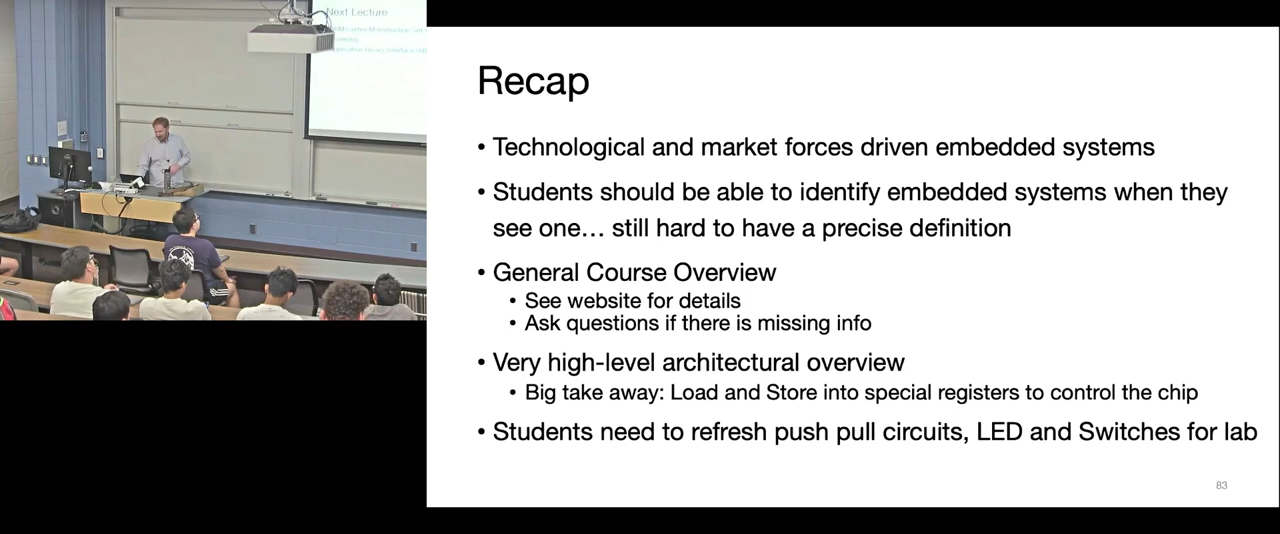 Next Lecture
Recap
• Technological and market forces driven embedded systems
• Students should be able to identify embedded systems when they
see one... still hard to have a precise definition
• General Course Overview
• See website for details
• Ask questions if there is missing info
• Very high-level architectural overview
• Big take away: Load and Store into special registers to control the chip
• Students need to refresh push pull circuits, LED and Switches for lab
83